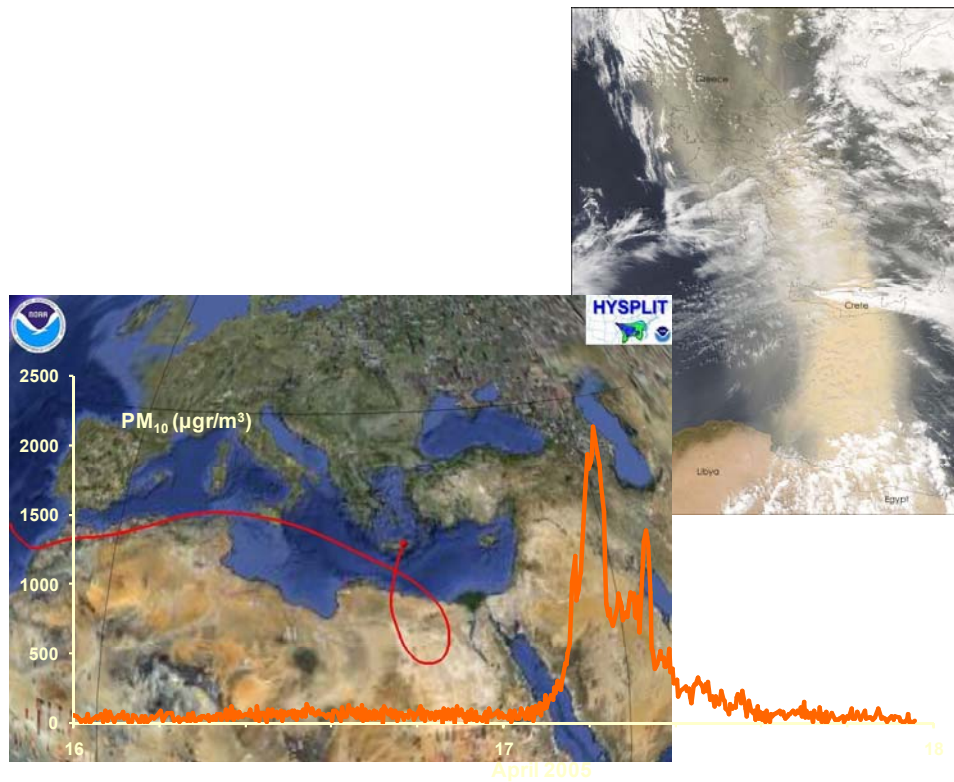 Greece
Crete
Libya
Egypt
NOAA
HYSPLIT
PM₁₀ (µgr/m³)
2500
2000
1500
1000
500
0
16
17
18
April 2005